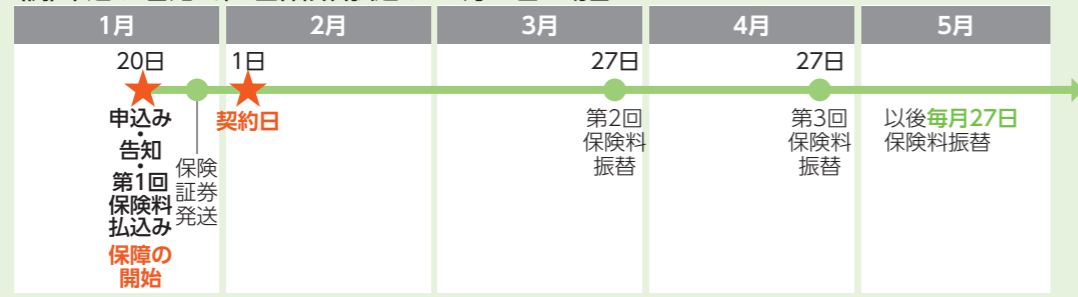 1月
2月
3月
4月
5月
20日
1日
27日
27日
申込み
・
告知
・
第1回
保険料
払込み
保障の
開始
保険
証券
発送
契約日
第2回
保険料
振替
第3回
保険料
振替
以後毎月27日
保険料振替